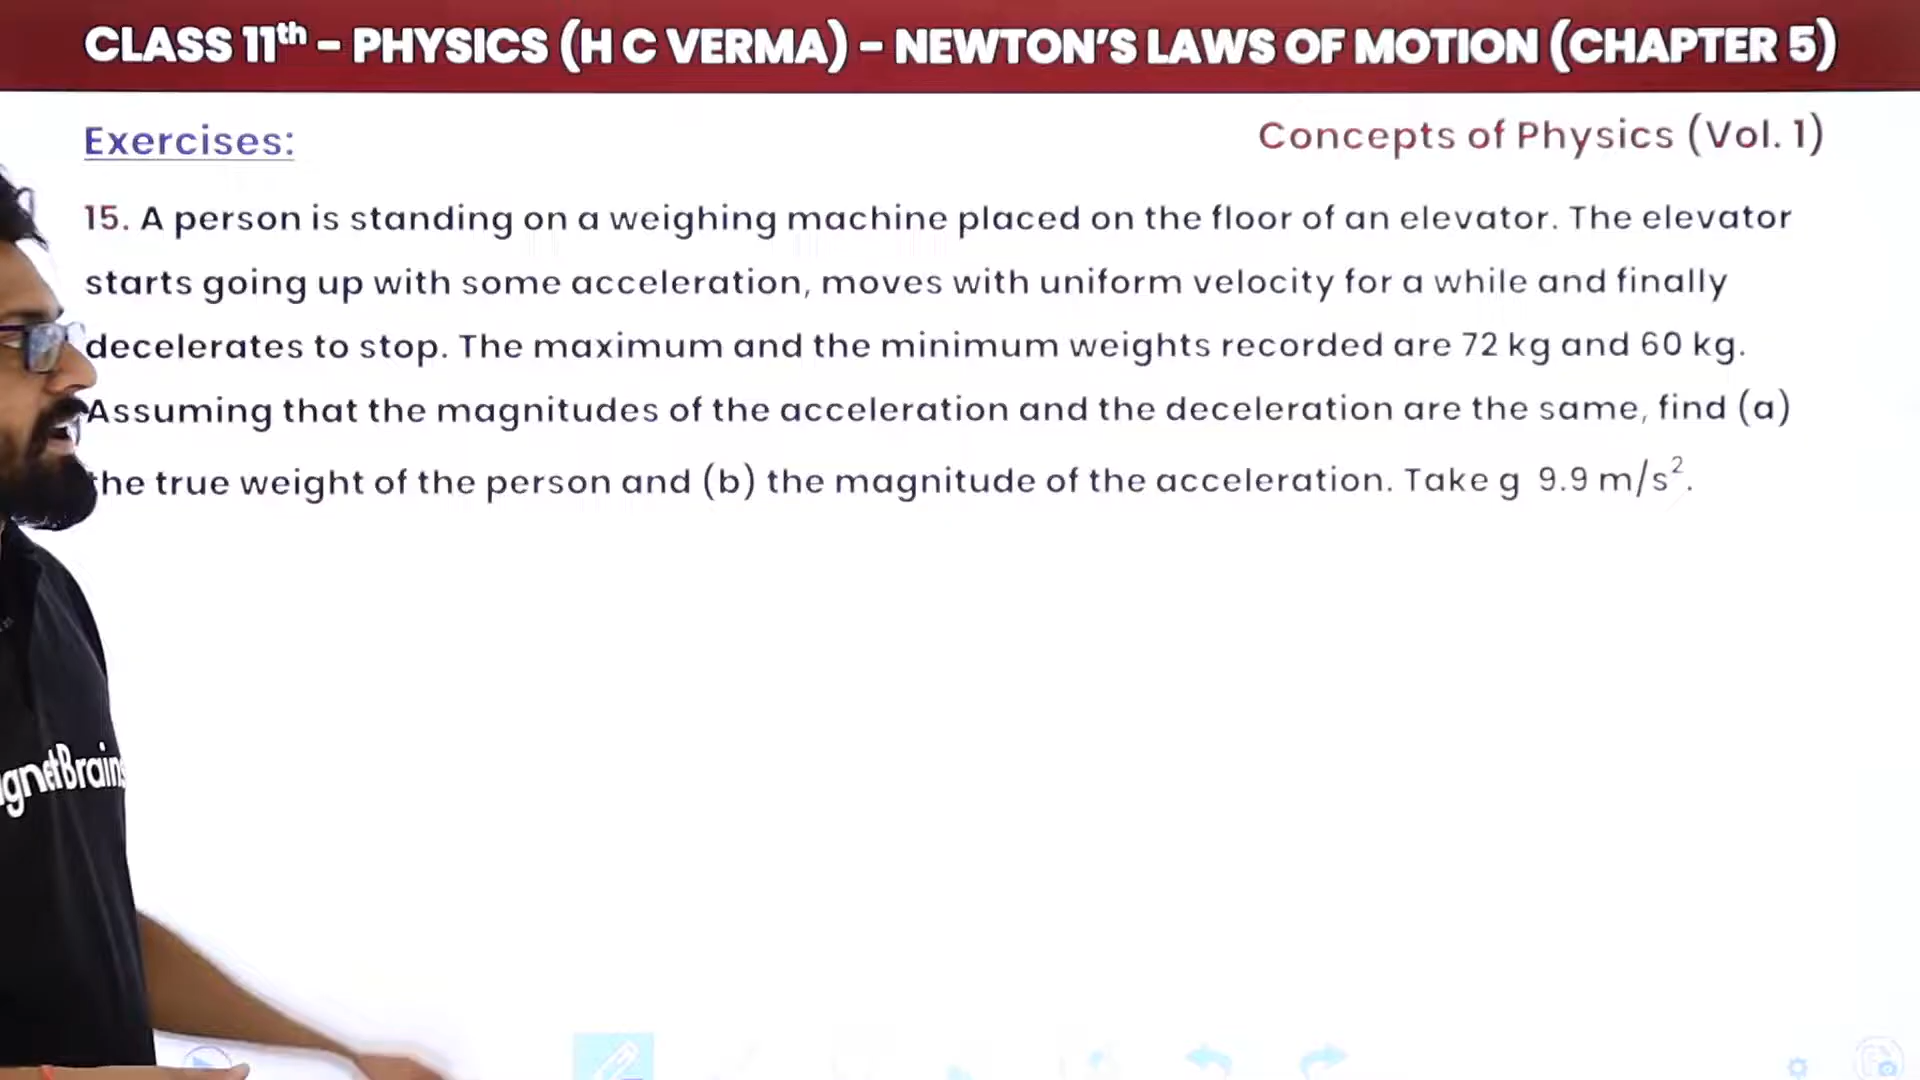 CLASS 11th – PHYSICS (H C VERMA) – NEWTON'S LAWS OF MOTION (CHAPTER 5)
Exercises:
Concepts of Physics (Vol. 1)
15. A person is standing on a weighing machine placed on the floor of an elevator. The elevator
starts going up with some acceleration, moves with uniform velocity for a while and finally
decelerates to stop. The maximum and the minimum weights recorded are 72 kg and 60 kg.
Assuming that the magnitudes of the acceleration and the deceleration are the same, find (a)
the true weight of the person and (b) the magnitude of the acceleration. Take g 9.9 m/s².
gnetBrains